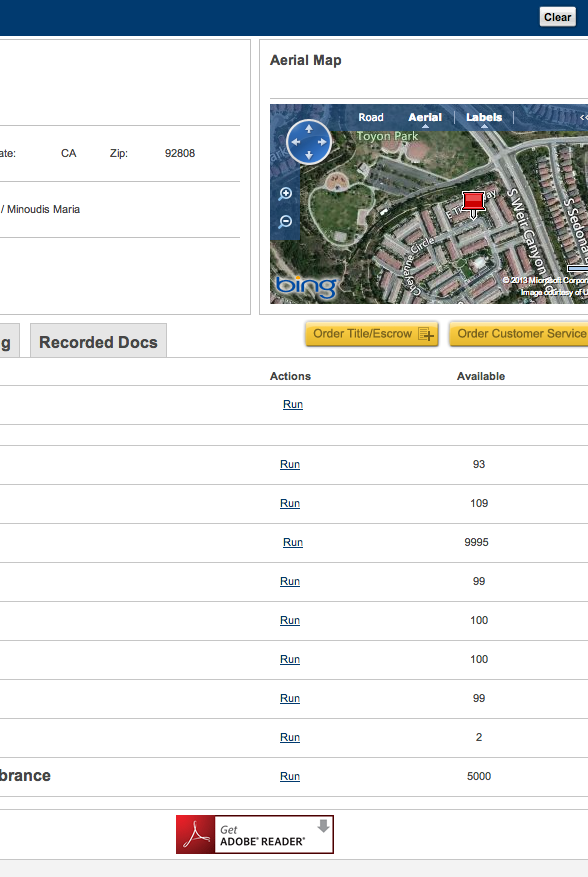 Clear
Aerial Map
Road Aerial Labels <<
Toyon Park
ate: CA Zip: 92808
/ Minoudis Maria
S Weir Canyon
S Sedona
Cheyenne Circle
bing
© 2013 Microsoft Corpor
Image courtesy of U
g
Recorded Docs
Order Title/Escrow
Order Customer Service
Actions Available
Run
Run 93
Run 109
Run 9995
Run 99
Run 100
Run 100
Run 99
Run 2
brance Run 5000
Get
ADOBE® READER®